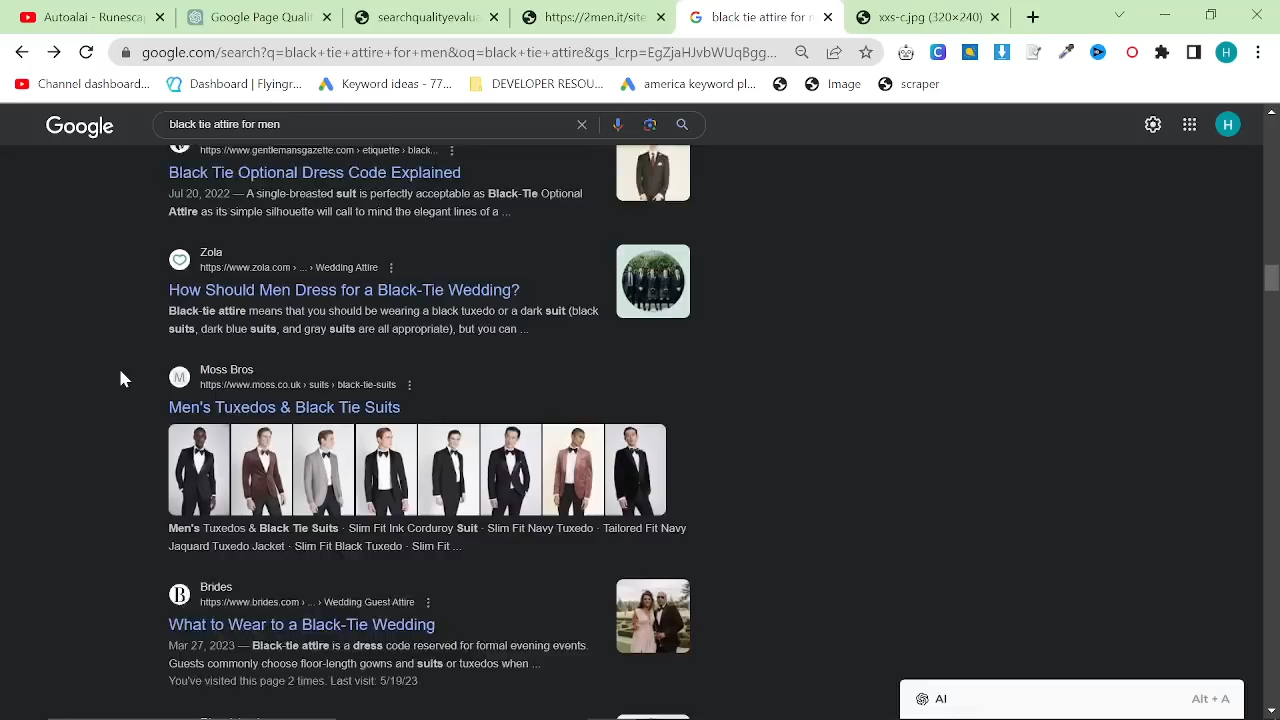 Autoalai - Runescap
Google Page Qualit
searchqualityevalua
https://2men.it/site
black tie attire for n
xxs-c.jpg (320×240)
google.com/search?q=black+tie+attire+for+men&oq=black+tie+attire&gs_lcrp=EgZjaHJvbWUqBgg...
H
Channel dashboard...
Dashboard | Flyingr...
Keyword ideas - 77...
DEVELOPER RESOU...
america keyword pl...
Image
scraper
Google
black tie attire for men
H
https://www.gentlemansgazette.com › etiquette › black...
Black Tie Optional Dress Code Explained
Jul 20, 2022 — A single-breasted suit is perfectly acceptable as Black-Tie Optional
Attire as its simple silhouette will call to mind the elegant lines of a ...
Zola
https://www.zola.com › ... › Wedding Attire
How Should Men Dress for a Black-Tie Wedding?
Black-tie attire means that you should be wearing a black tuxedo or a dark suit (black
suits, dark blue suits, and gray suits are all appropriate), but you can ...
M
Moss Bros
https://www.moss.co.uk › suits › black-tie-suits
Men's Tuxedos & Black Tie Suits
Men's Tuxedos & Black Tie Suits · Slim Fit Ink Corduroy Suit · Slim Fit Navy Tuxedo · Tailored Fit Navy
Jaquard Tuxedo Jacket · Slim Fit Black Tuxedo · Slim Fit ...
B
Brides
https://www.brides.com › ... › Wedding Guest Attire
What to Wear to a Black-Tie Wedding
Mar 27, 2023 — Black-tie attire is a dress code reserved for formal evening events.
Guests commonly choose floor-length gowns and suits or tuxedos when ...
You've visited this page 2 times. Last visit: 5/19/23
AI
Alt + A